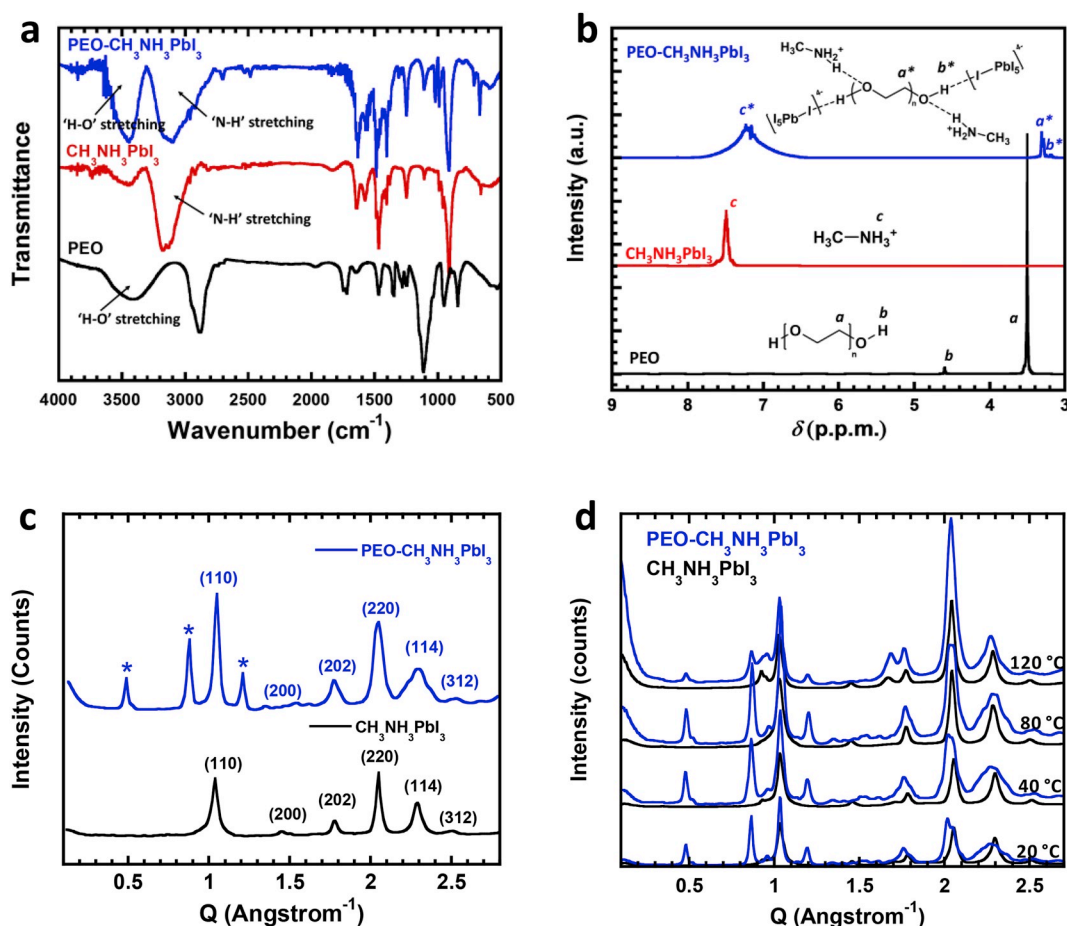 a
PEO-CH₃NH₃PbI₃
'H-O' stretching
'N-H' stretching
CH₃NH₃PbI₃
'N-H' stretching
PEO
'H-O' stretching
Transmittance
4000 3500 3000 2500 2000 1500 1000 500
Wavenumber (cm⁻¹)
b
PEO-CH₃NH₃PbI₃
H₃C
NH₂⁺
H
a*
b*
4-
I PbI₅
H O O H
n
4-
I₅Pb I
H
⁺H₂N CH₃
c*
a*
b*
c
c
H₃C—NH₃⁺
CH₃NH₃PbI₃
a
b
H O O H
n
a
b
PEO
Intensity (a.u.)
9 8 7 6 5 4 3
δ (p.p.m.)
c
PEO-CH₃NH₃PbI₃
(110)
(220)
* * *
(114)
(202)
(200)
(312)
CH₃NH₃PbI₃
(110)
(220)
(114)
(202)
(200)
(312)
Intensity (Counts)
0.5 1 1.5 2 2.5
Q (Angstrom⁻¹)
d
PEO-CH₃NH₃PbI₃
CH₃NH₃PbI₃
120 °C
80 °C
40 °C
20 °C
Intensity (counts)
0.5 1 1.5 2 2.5
Q (Angstrom⁻¹)